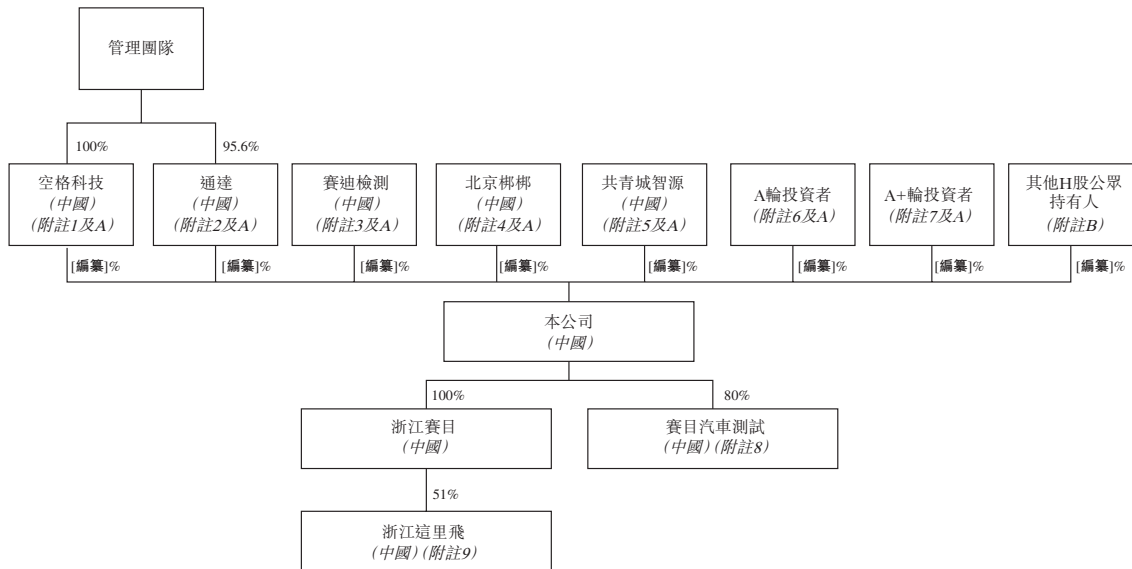 管理團隊
100%
95.6%
空格科技
(中國)
(附註1及A)
通達
(中國)
(附註2及A)
賽迪檢測
(中國)
(附註3及A)
北京梆梆
(中國)
(附註4及A)
共青城智源
(中國)
(附註5及A)
A輪投資者
(附註6及A)
A+輪投資者
(附註7及A)
其他H股公眾
持有人
(附註B)
[編纂]%
[編纂]%
[編纂]%
[編纂]%
[編纂]%
[編纂]%
[編纂]%
[編纂]%
本公司
(中國)
100%
80%
浙江賽目
(中國)
賽目汽車測試
(中國)(附註8)
51%
浙江這里飛
(中國)(附註9)